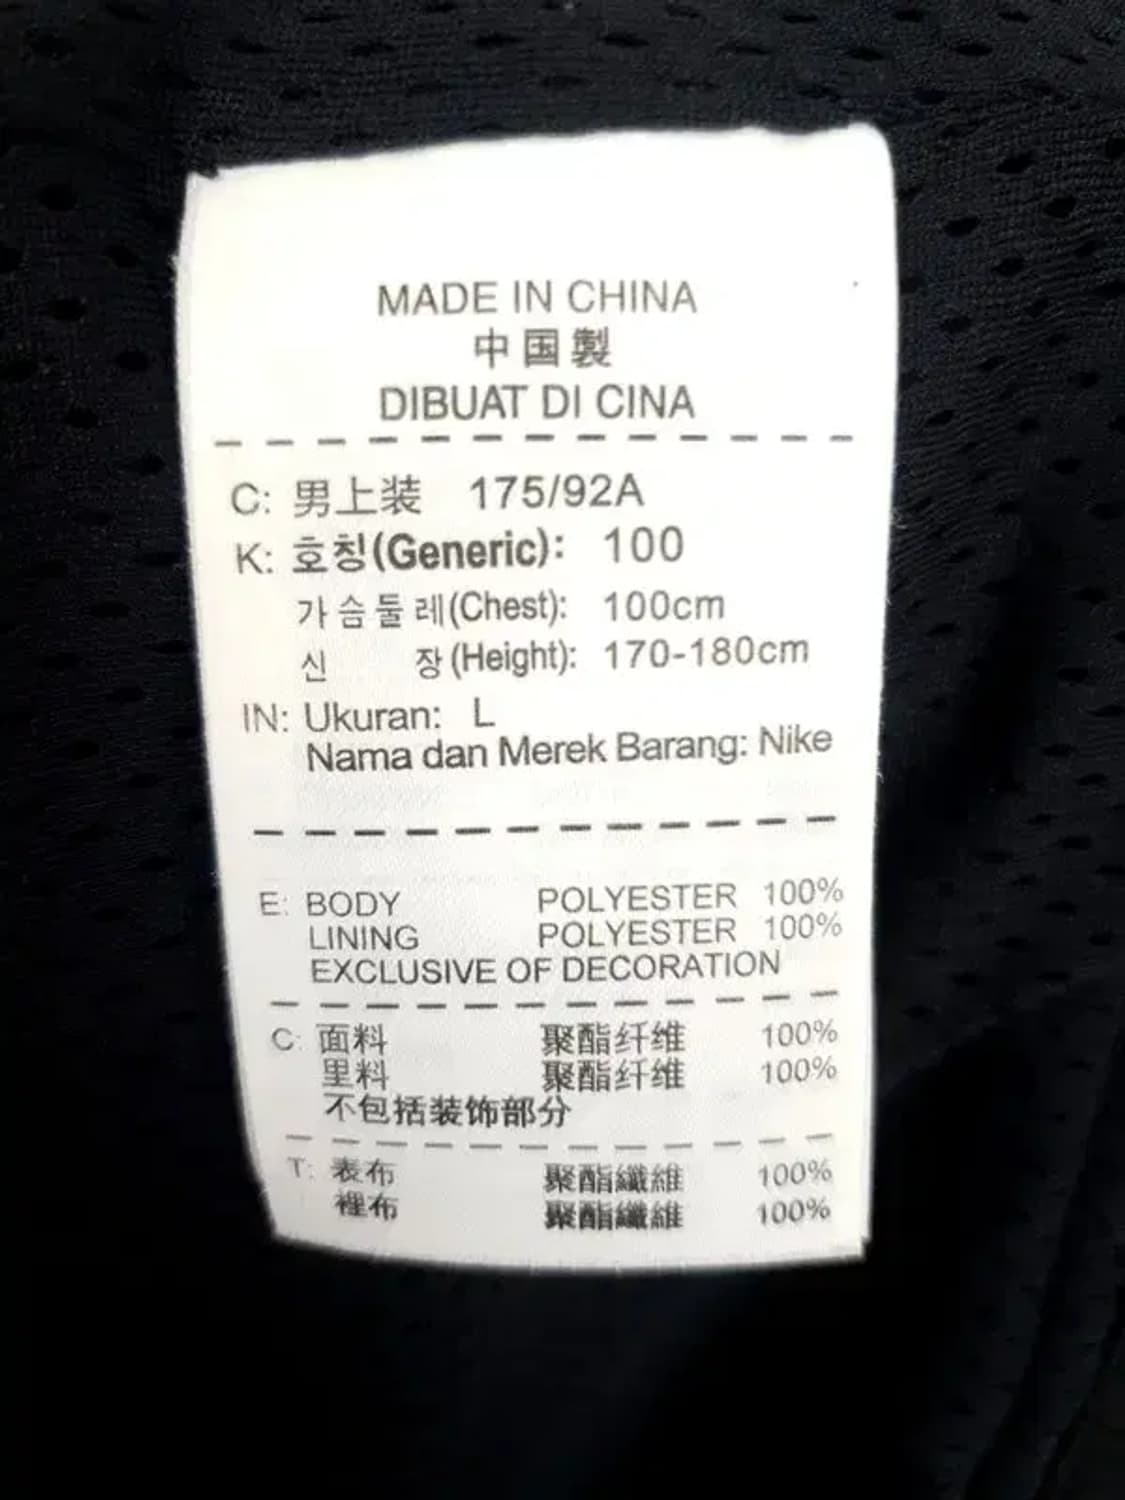 MADE IN CHINA
中国製
DIBUAT DI CINA
C: 男上装 175/92A
K: 호칭(Generic): 100
가슴둘레(Chest): 100cm
신 장(Height): 170-180cm
IN: Ukuran: L
Nama dan Merek Barang: Nike
E: BODY POLYESTER 100%
LINING POLYESTER 100%
EXCLUSIVE OF DECORATION
C: 面料 聚酯纤维 100%
里料 聚酯纤维 100%
不包括装饰部分
T: 表布 聚酯纖維 100%
裡布 聚酯纖維 100%